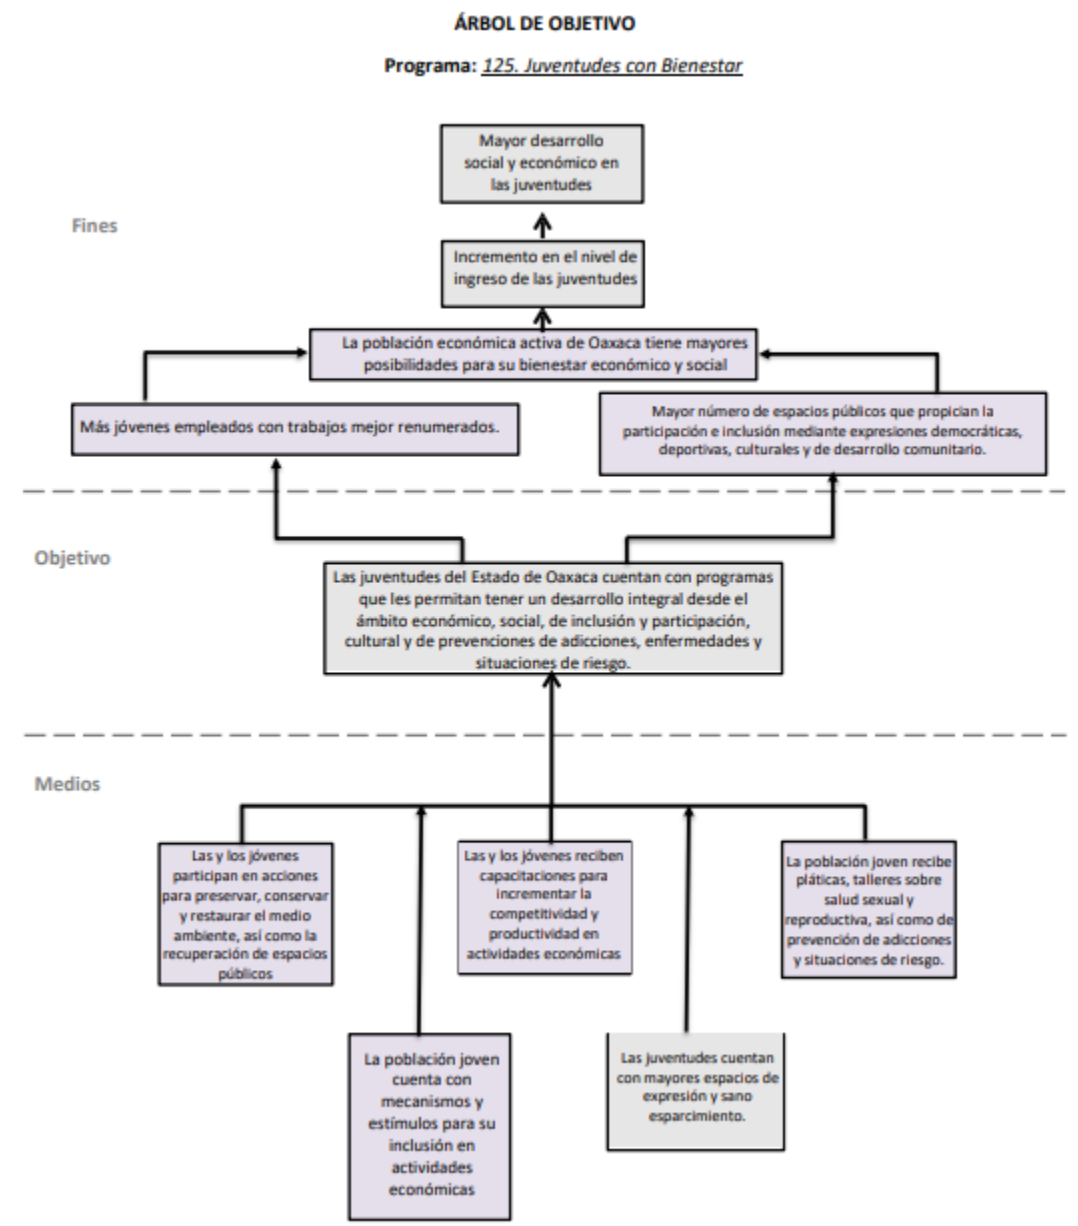 ÁRBOL DE OBJETIVO
Programa: 125. Juventudes con Bienestar
Mayor desarrollo
social y económico en
las juventudes
Fines
Incremento en el nivel de
ingreso de las juventudes
La población económica activa de Oaxaca tiene mayores
posibilidades para su bienestar económico y social
Más jóvenes empleados con trabajos mejor renumerados.
Mayor número de espacios públicos que propician la
participación e inclusión mediante expresiones democráticas,
deportivas, culturales y de desarrollo comunitario.
Objetivo
Las juventudes del Estado de Oaxaca cuentan con programas
que les permitan tener un desarrollo integral desde el
ámbito económico, social, de inclusión y participación,
cultural y de prevenciones de adicciones, enfermedades y
situaciones de riesgo.
Medios
Las y los jóvenes
participan en acciones
para preservar, conservar
y restaurar el medio
ambiente, así como la
recuperación de espacios
públicos
Las y los jóvenes reciben
capacitaciones para
incrementar la
competitividad y
productividad en
actividades económicas
La población joven recibe
pláticas, talleres sobre
salud sexual y
reproductiva, así como de
prevención de adicciones
y situaciones de riesgo.
La población joven
cuenta con
mecanismos y
estímulos para su
inclusión en
actividades
económicas
Las juventudes cuentan
con mayores espacios de
expresión y sano
esparcimiento.